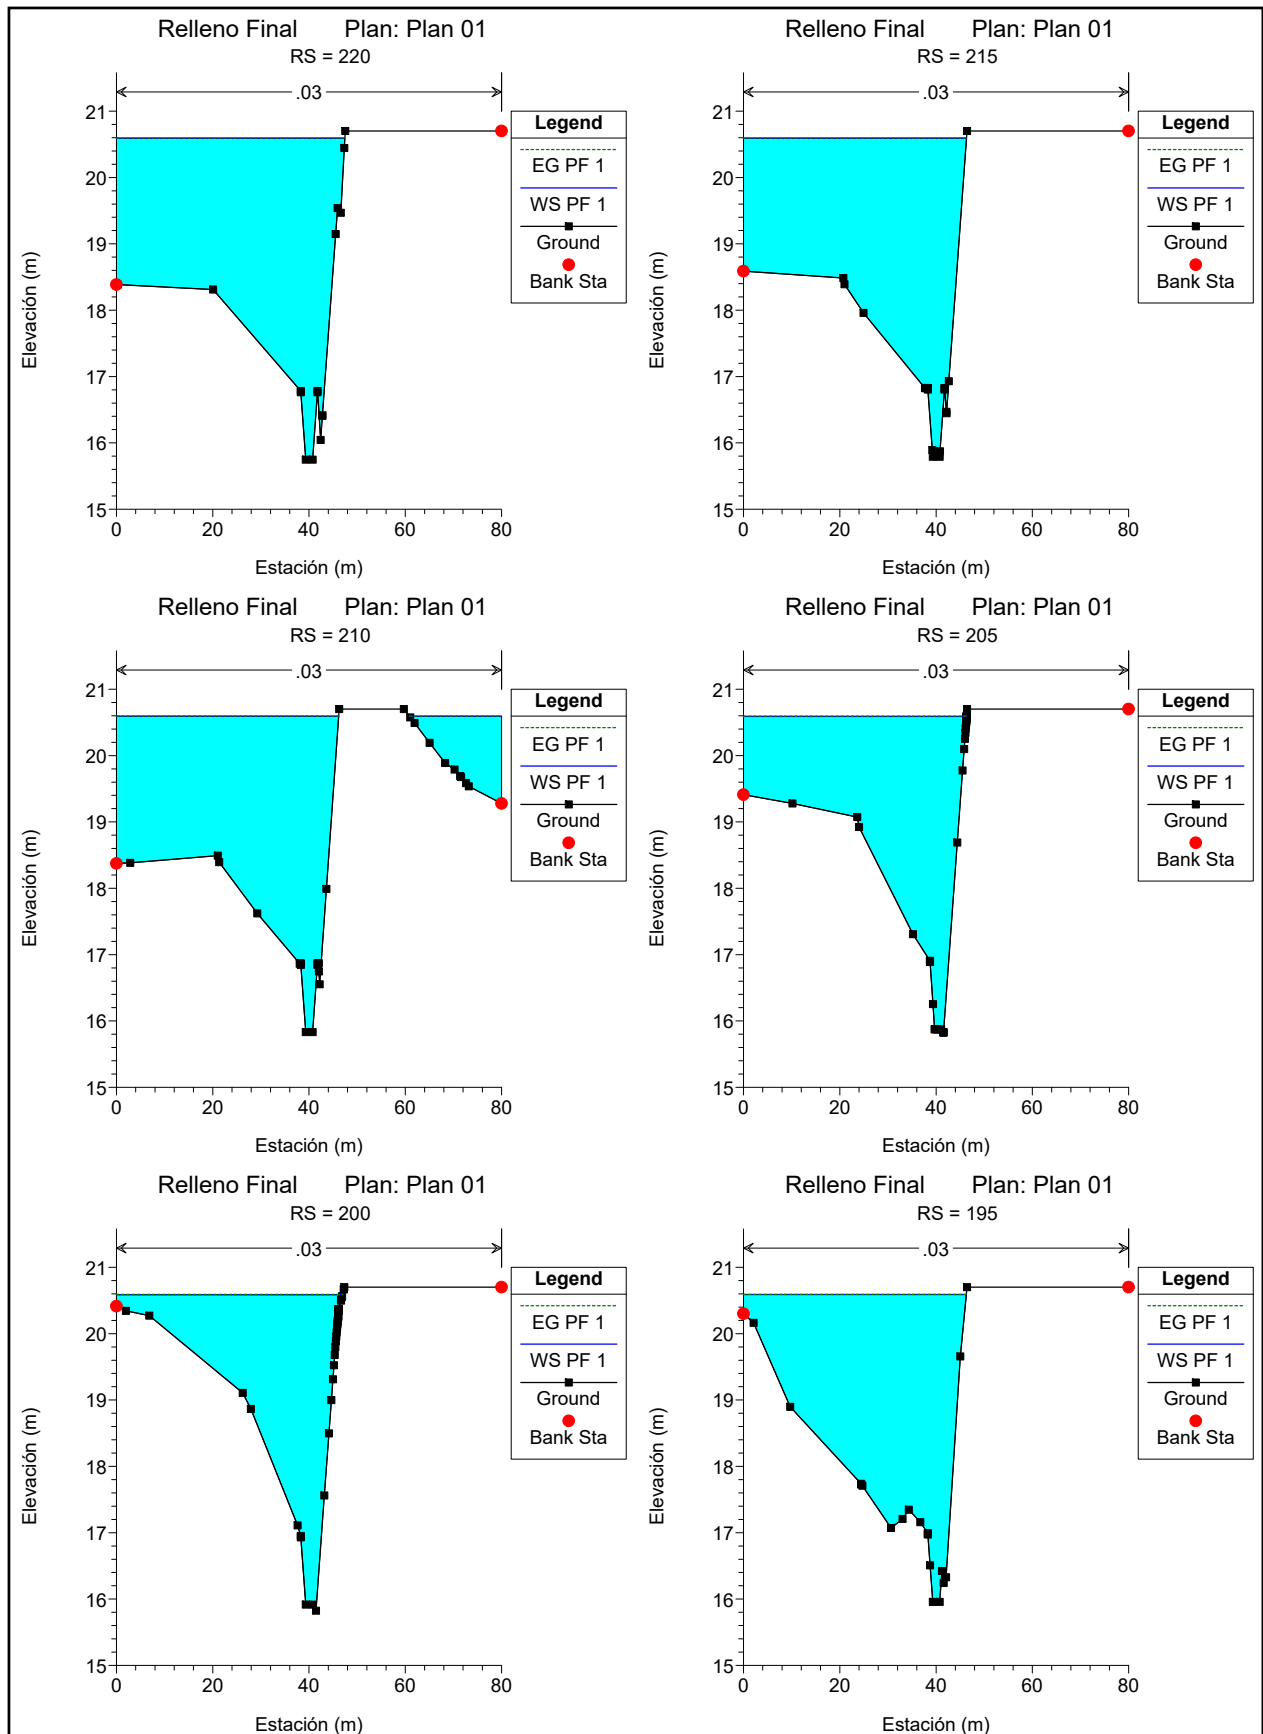 Relleno Final Plan: Plan 01
RS = 220
.03
21
20
19
18
17
16
15
0 20 40 60 80
Elevación (m)
Estación (m)
Legend
EG PF 1
WS PF 1
Ground
Bank Sta
Relleno Final Plan: Plan 01
RS = 215
.03
21
20
19
18
17
16
15
0 20 40 60 80
Elevación (m)
Estación (m)
Legend
EG PF 1
WS PF 1
Ground
Bank Sta
Relleno Final Plan: Plan 01
RS = 210
.03
21
20
19
18
17
16
15
0 20 40 60 80
Elevación (m)
Estación (m)
Legend
EG PF 1
WS PF 1
Ground
Bank Sta
Relleno Final Plan: Plan 01
RS = 205
.03
21
20
19
18
17
16
15
0 20 40 60 80
Elevación (m)
Estación (m)
Legend
EG PF 1
WS PF 1
Ground
Bank Sta
Relleno Final Plan: Plan 01
RS = 200
.03
21
20
19
18
17
16
15
0 20 40 60 80
Elevación (m)
Estación (m)
Legend
EG PF 1
WS PF 1
Ground
Bank Sta
Relleno Final Plan: Plan 01
RS = 195
.03
21
20
19
18
17
16
15
0 20 40 60 80
Elevación (m)
Estación (m)
Legend
EG PF 1
WS PF 1
Ground
Bank Sta